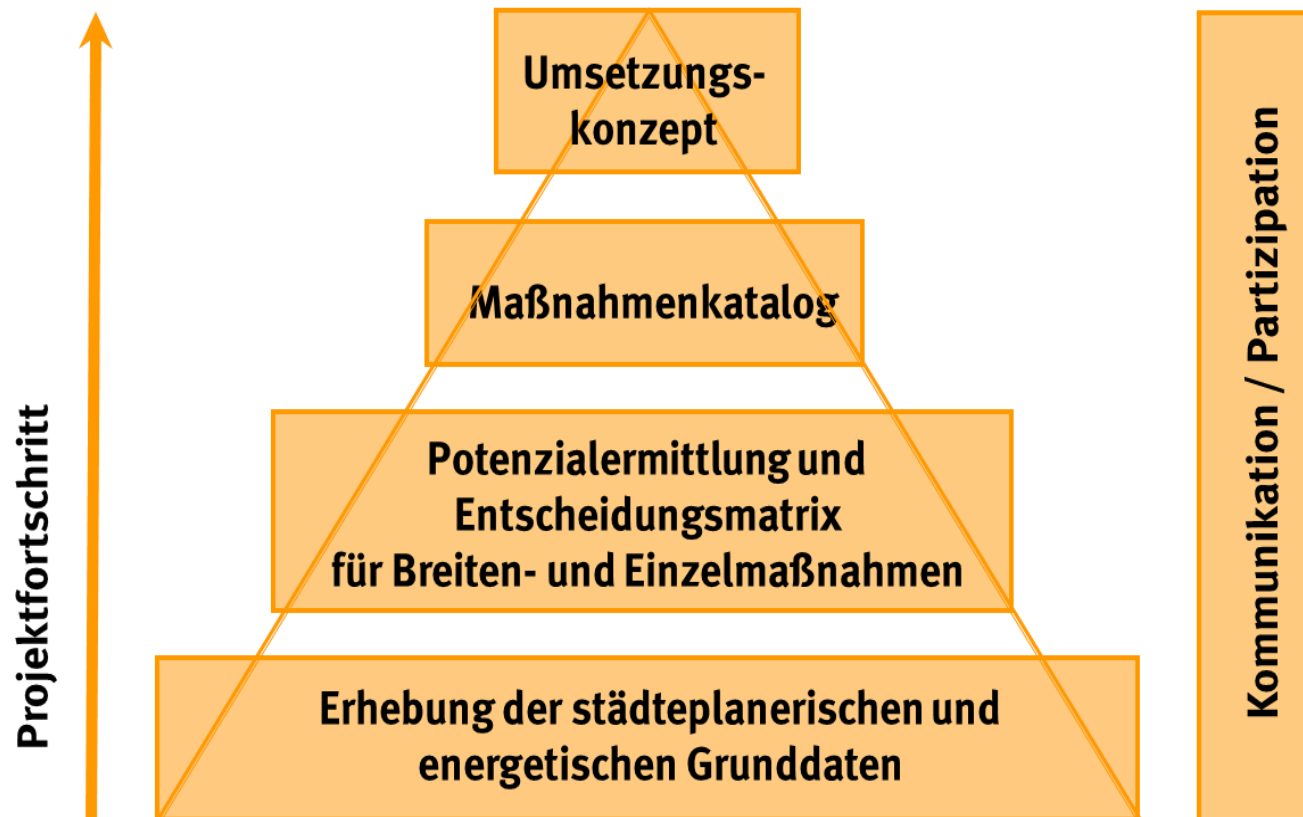 Umsetzungs-
konzept
Maßnahmenkatalog
Potenzialermittlung und
Entscheidungsmatrix
für Breiten- und Einzelmaßnahmen
Erhebung der städteplanerischen und
energetischen Grunddaten
Projektfortschritt
Kommunikation / Partizipation